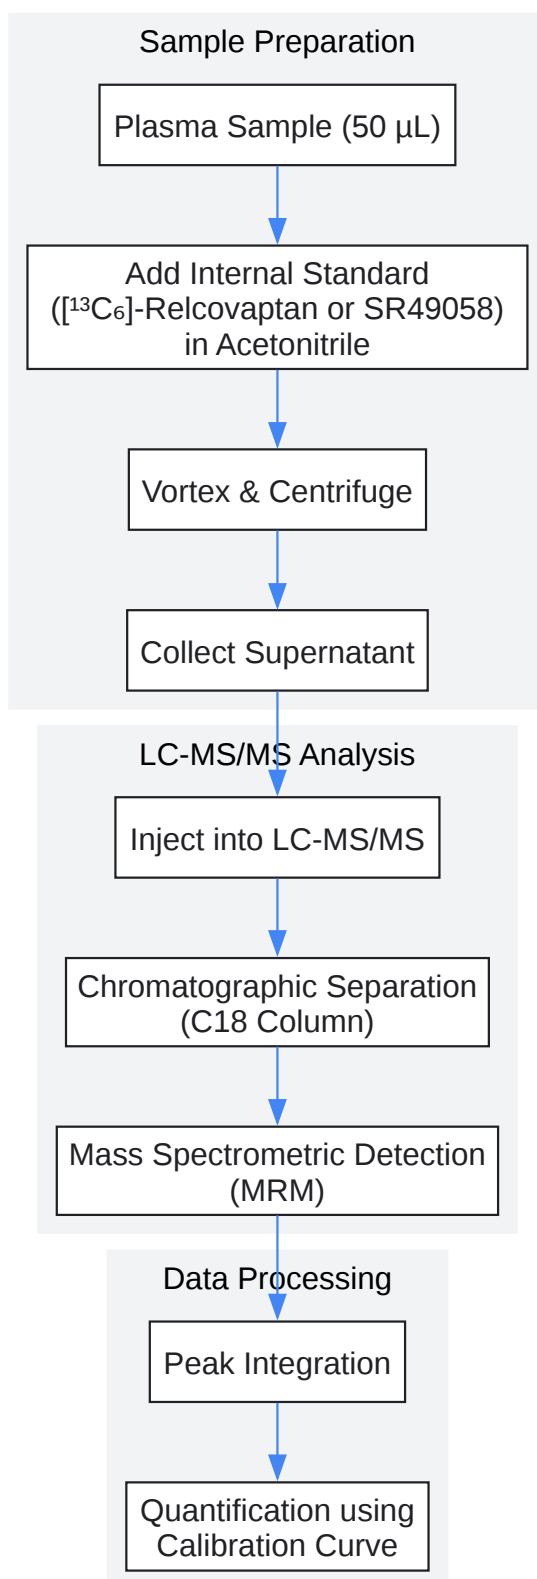 Sample Preparation
Plasma Sample (50 µL)
Add Internal Standard
([¹³C₆]-Relcovaptan or SR49058)
in Acetonitrile
Vortex & Centrifuge
Collect Supernatant
LC-MS/MS Analysis
Inject into LC-MS/MS
Chromatographic Separation
(C18 Column)
Mass Spectrometric Detection
(MRM)
Data Processing
Peak Integration
Quantification using
Calibration Curve